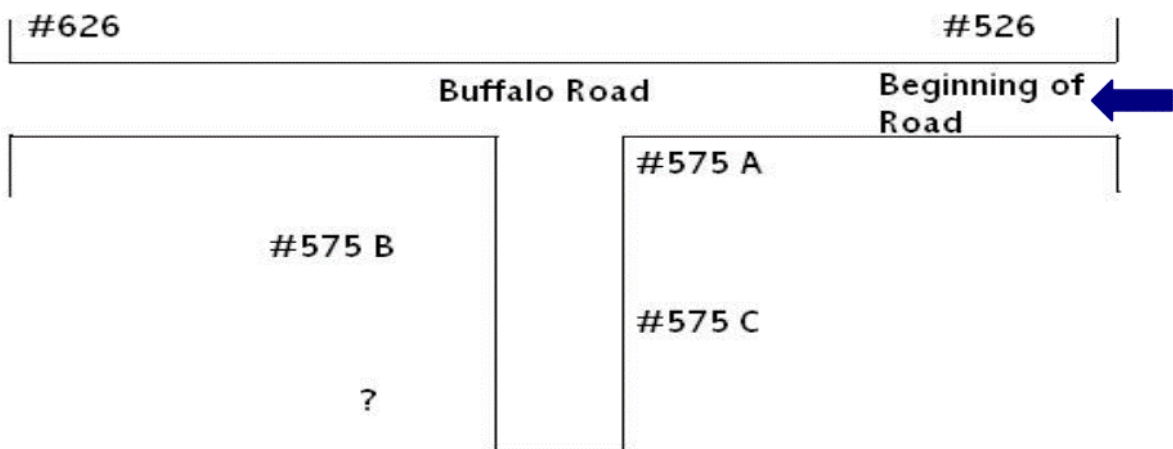 #626
#526
Buffalo Road
Beginning of
Road
#575 A
#575 B
#575 C
?